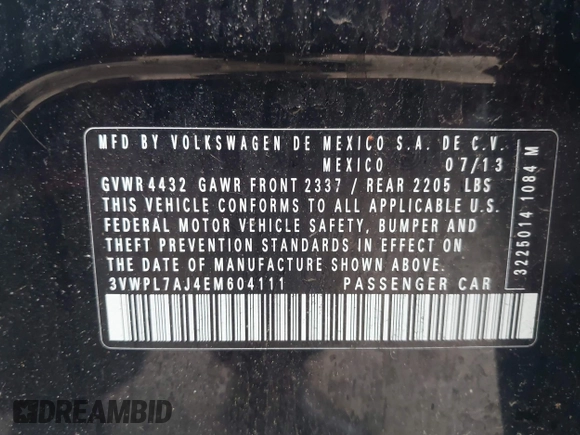 MFD BY VOLKSWAGEN DE MEXICO S.A. DE C.V.
MEXICO 07/13
GVWR 4432 GAWR FRONT 2337 / REAR 2205 LBS
THIS VEHICLE CONFORMS TO ALL APPLICABLE U.S.
FEDERAL MOTOR VEHICLE SAFETY, BUMPER AND
THEFT PREVENTION STANDARDS IN EFFECT ON
THE DATE OF MANUFACTURE SHOWN ABOVE.
3VWPL7AJ4EM604111 PASSENGER CAR
3225014 1084 M
DREAMBID